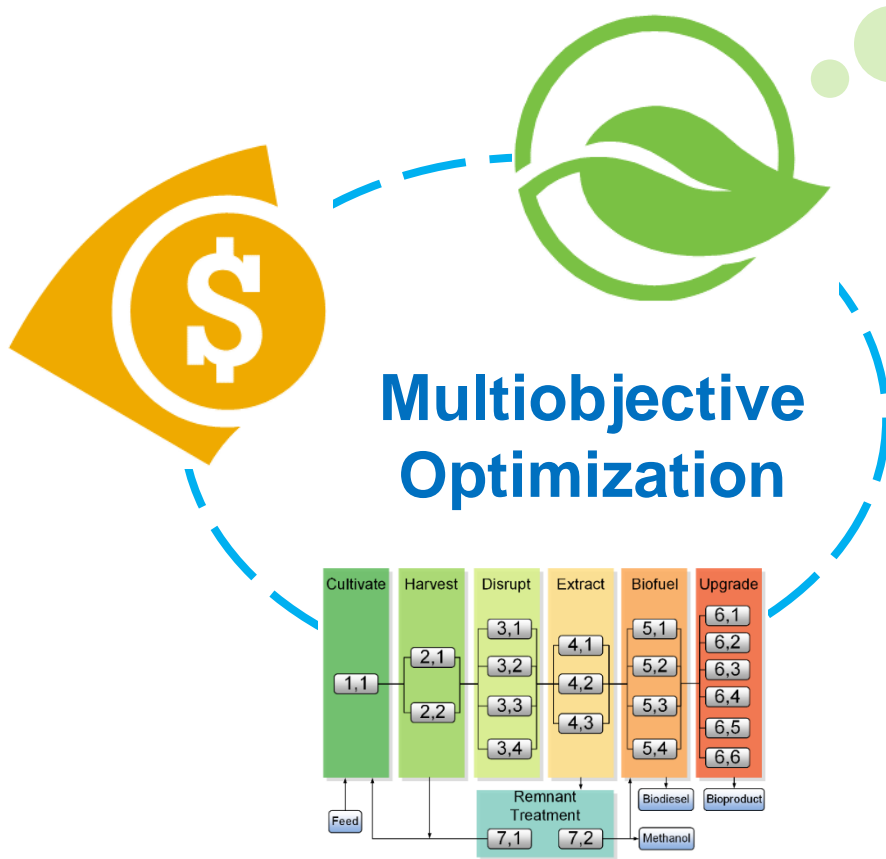 $
Multiobjective
Optimization
Cultivate Harvest Disrupt Extract Biofuel Upgrade
1,1
2,1
2,2
3,1
3,2
3,3
3,4
4,1
4,2
4,3
5,1
5,2
5,3
5,4
6,1
6,2
6,3
6,4
6,5
6,6
Feed
Remnant
Treatment
7,1 7,2
Biodiesel Bioproduct
Methanol